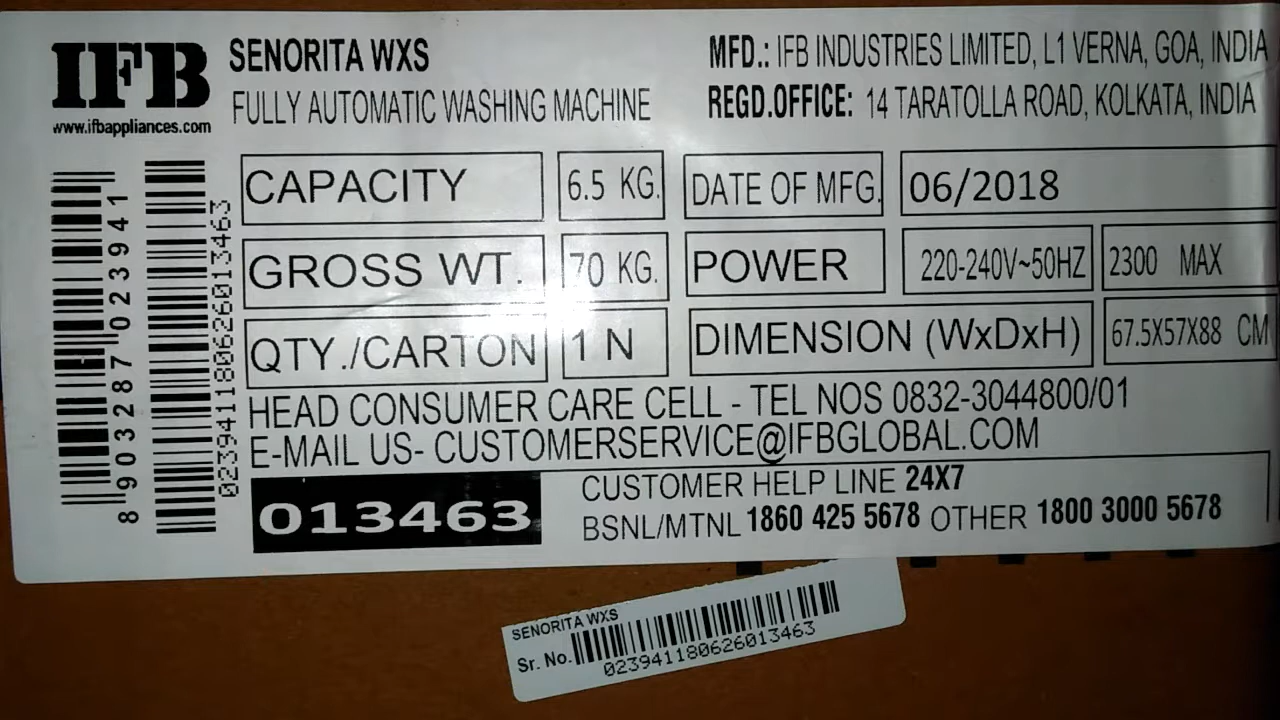 IFB
www.ifbappliances.com
SENORITA WXS
FULLY AUTOMATIC WASHING MACHINE
MFD.: IFB INDUSTRIES LIMITED, L1 VERNA, GOA, INDIA
REGD.OFFICE: 14 TARATOLLA ROAD, KOLKATA, INDIA
8 903287 023941
023941180626013463
CAPACITY 6.5 KG. DATE OF MFG. 06/2018
GROSS WT. 70 KG. POWER 220-240V~50HZ 2300 MAX
QTY./CARTON 1 N DIMENSION (WxDxH) 67.5X57X88 CM
HEAD CONSUMER CARE CELL - TEL NOS 0832-3044800/01
E-MAIL US- CUSTOMERSERVICE@IFBGLOBAL.COM
013463
CUSTOMER HELP LINE 24X7
BSNL/MTNL 1860 425 5678 OTHER 1800 3000 5678
SENORITA WXS
Sr. No.
023941180626013463